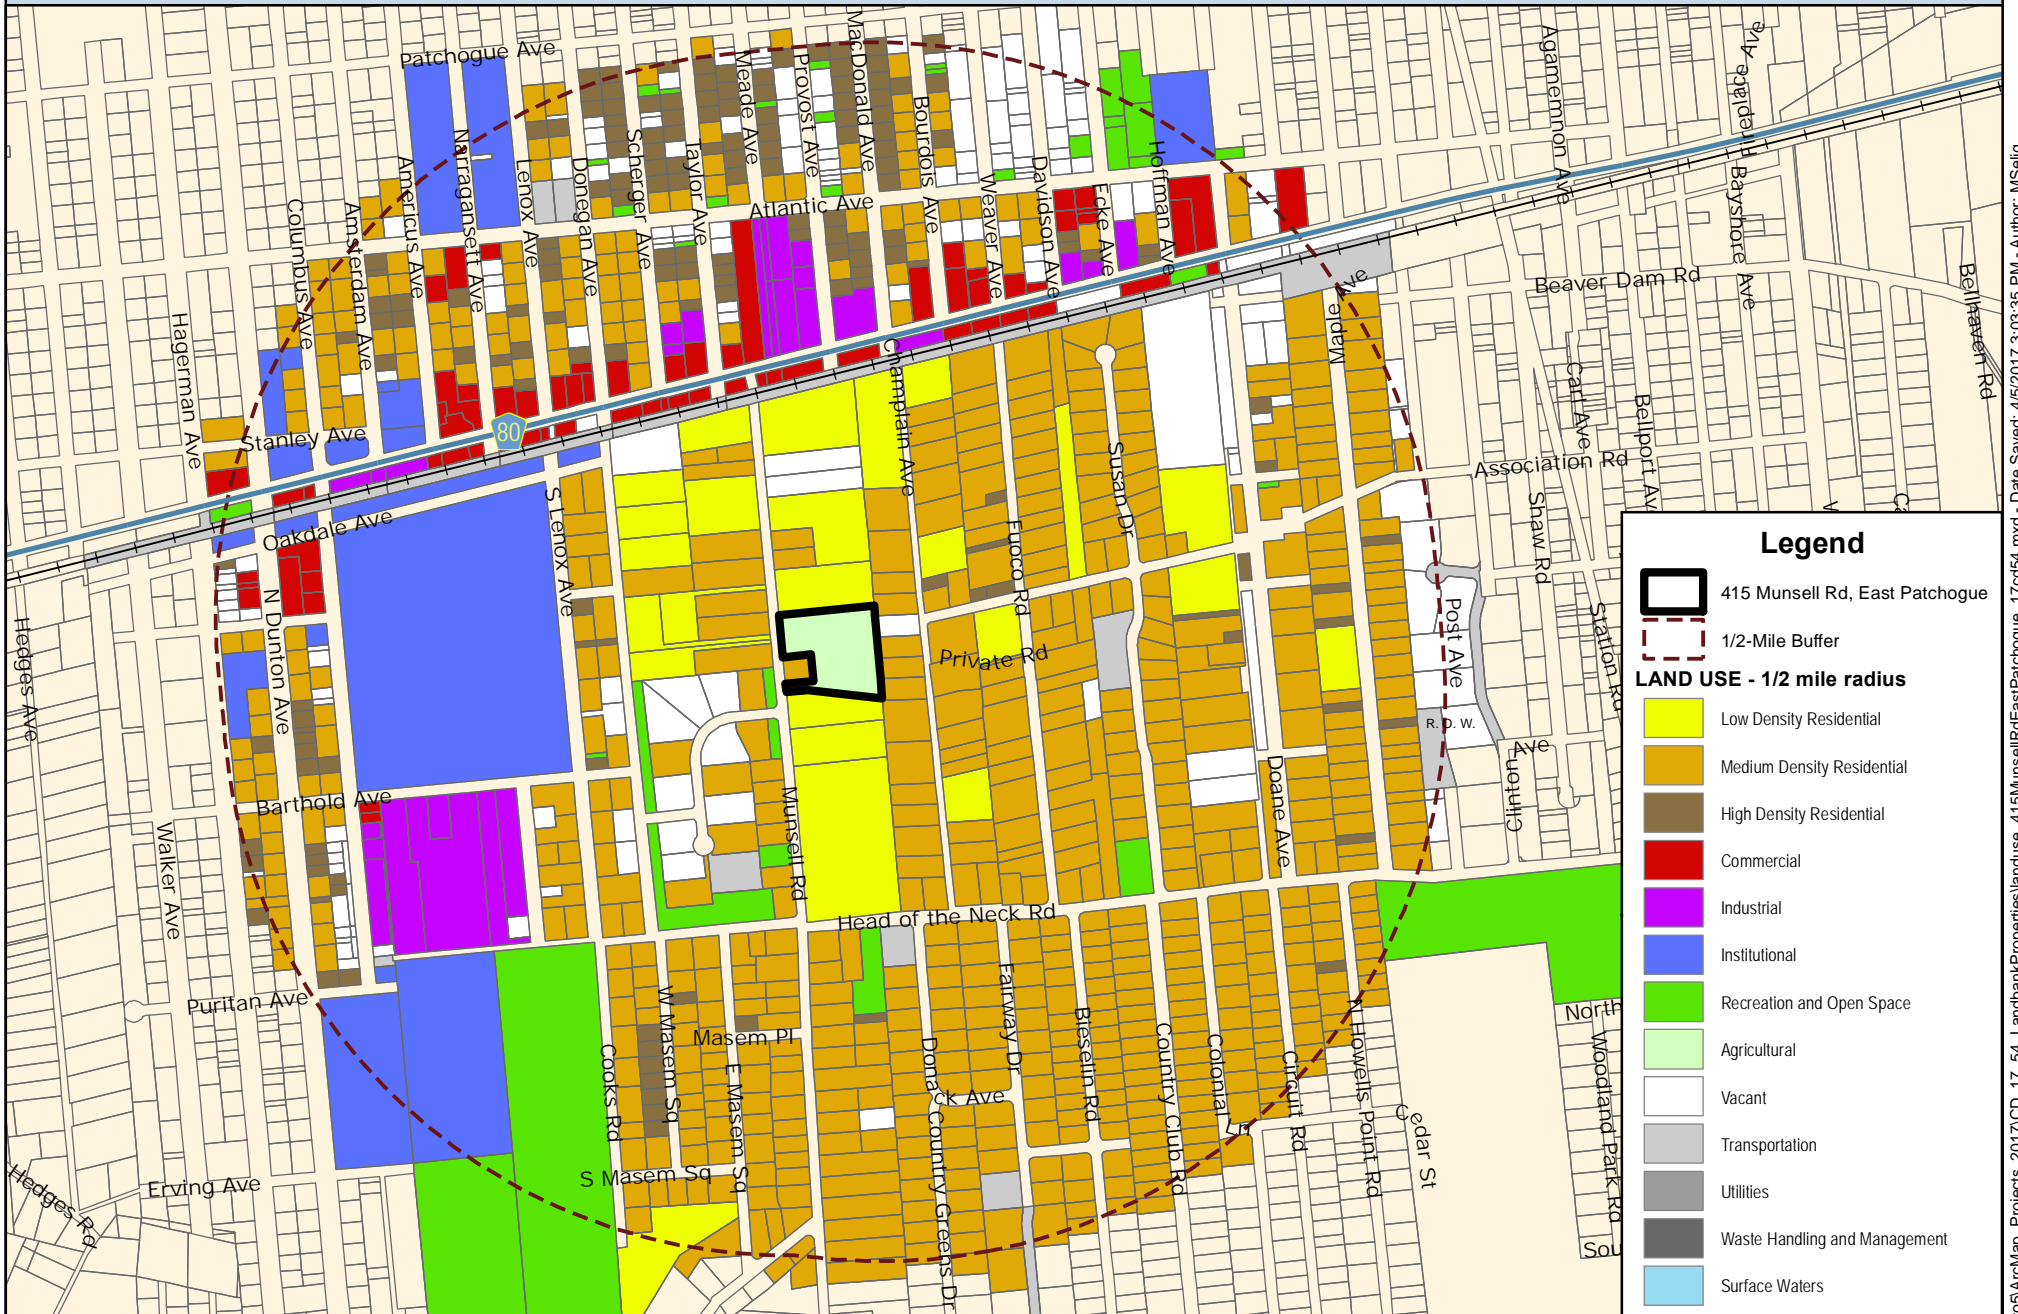 Patchogue Ave
MacDonald Ave
Meade Ave
Provost Ave
Bourdois Ave
Agamemnon Ave
Fireplace Ave
Bayshore Ave
Narragansett Ave
Americus Ave
Lenox Ave
Donegan Ave
Scherger Ave
Taylor Ave
Atlantic Ave
Weaver Ave
Davidson Ave
Ecke Ave
Hoffman Ave
Columbus Ave
Amsterdam Ave
Hagerman Ave
Stanley Ave
80
Champlain Ave
Maple Ave
Beaver Dam Rd
Bellhaven Rd
Carl Ave
Bellport Av
Association Rd
Shaw Rd
Station Rd
Oakdale Ave
S Lenox Ave
Susan Dr
Fuoco Rd
Private Rd
Post Ave
R. O. W.
Clifton Ave
Doane Ave
N Dunton Ave
Hedges Ave
Barthold Ave
Walker Ave
Munsell Rd
Head of the Neck Rd
Puritan Ave
Masem Pl
W Masem Sq
E Masem Sq
S Masem Sq
Cooks Rd
Fairway Dr
Bieselin Rd
Donack Ave
Country Greens Dr
Country Club Rd
Colonial Ln
Circuit Rd
N Howells Point Rd
Cedar St
North
Woodland Park Rd
Sou
Erving Ave
Hedges Rd
Legend
415 Munsell Rd, East Patchogue
1/2-Mile Buffer
LAND USE - 1/2 mile radius
Low Density Residential
Medium Density Residential
High Density Residential
Commercial
Industrial
Institutional
Recreation and Open Space
Agricultural
Vacant
Transportation
Utilities
Waste Handling and Management
Surface Waters